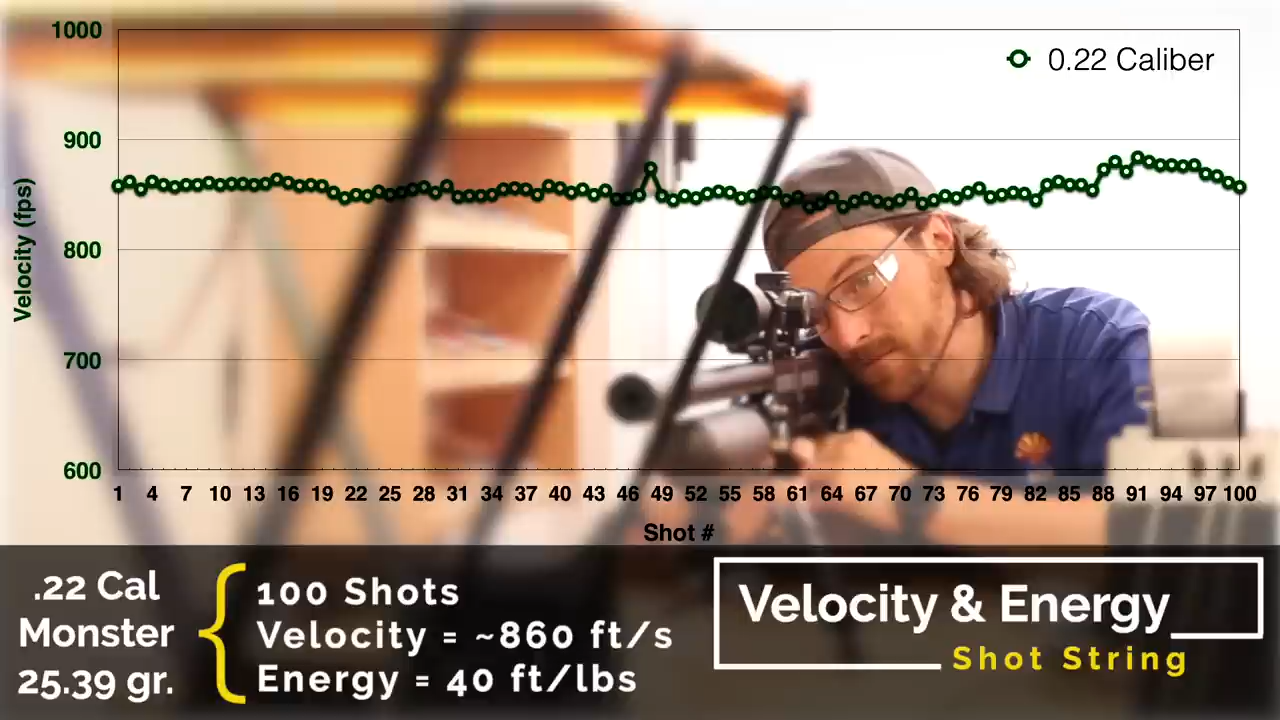 1000
900
800
700
600
Velocity (fps)
0.22 Caliber
1 4 7 10 13 16 19 22 25 28 31 34 37 40 43 46 49 52 55 58 61 64 67 70 73 76 79 82 85 88 91 94 97 100
Shot #
.22 Cal
Monster
25.39 gr.
100 Shots
Velocity = ~860 ft/s
Energy = 40 ft/lbs
Velocity & Energy
Shot String